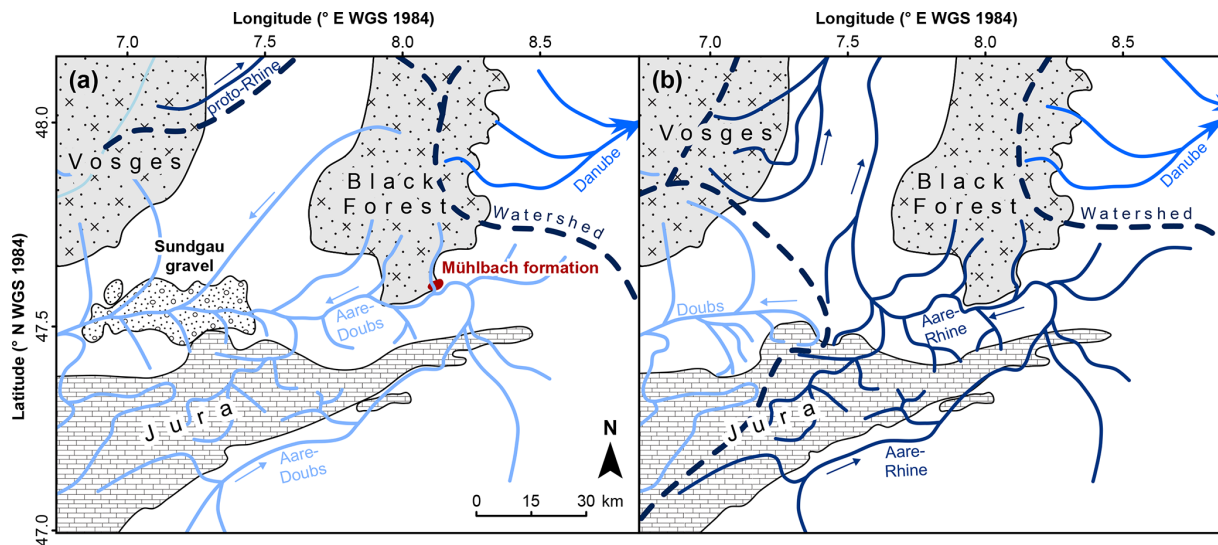 Longitude (° E WGS 1984)
Longitude (° E WGS 1984)
7.0
7.5
8.0
8.5
7.0
7.5
8.0
8.5
Latitude (° N WGS 1984)
48.0
47.5
47.0
(a)
proto-Rhine
Vosges
Black
Forest
Danube
Watershed
Sundgau
gravel
Mühlbach formation
Aare-
Doubs
Jura
Aare-
Doubs
N
0 15 30 km
(b)
Vosges
Black
Forest
Danube
Watershed
Doubs
Aare-
Rhine
Jura
Aare-
Rhine